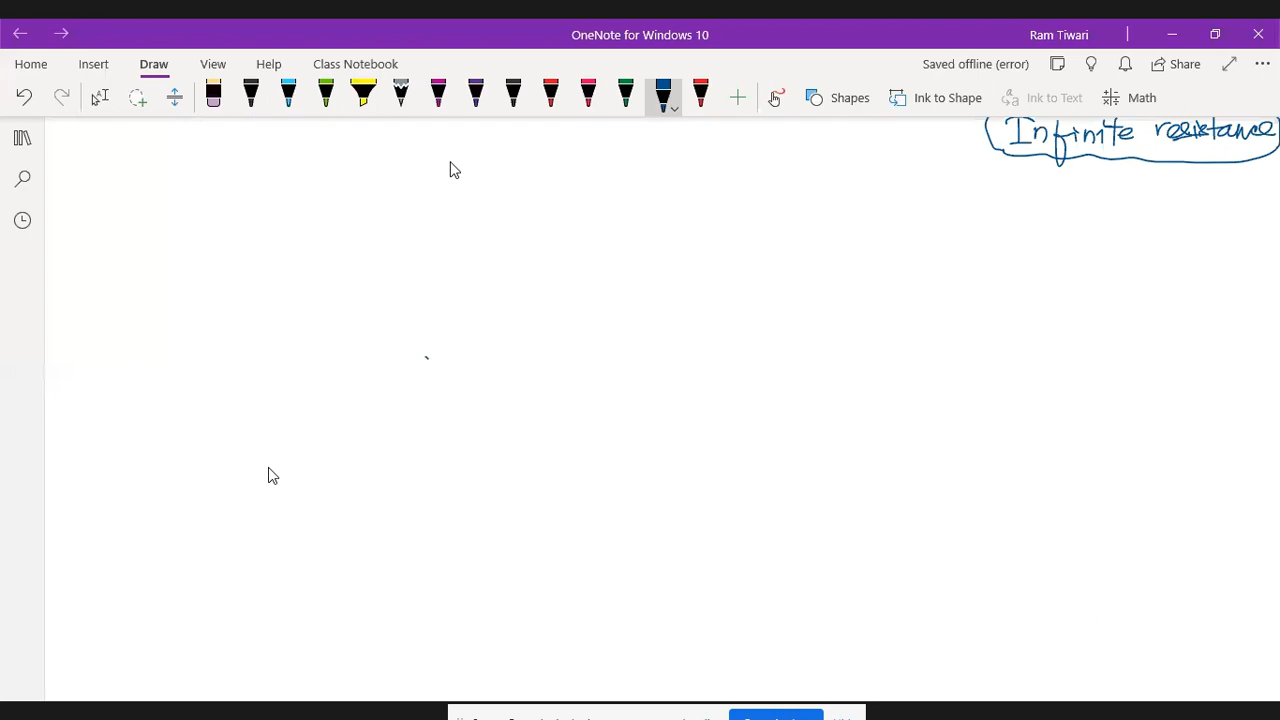 OneNote for Windows 10
Ram Tiwari
Home
Insert
Draw
View
Help
Class Notebook
Saved offline (error)
Share
Shapes
Ink to Shape
Ink to Text
Math
Infinite resistance